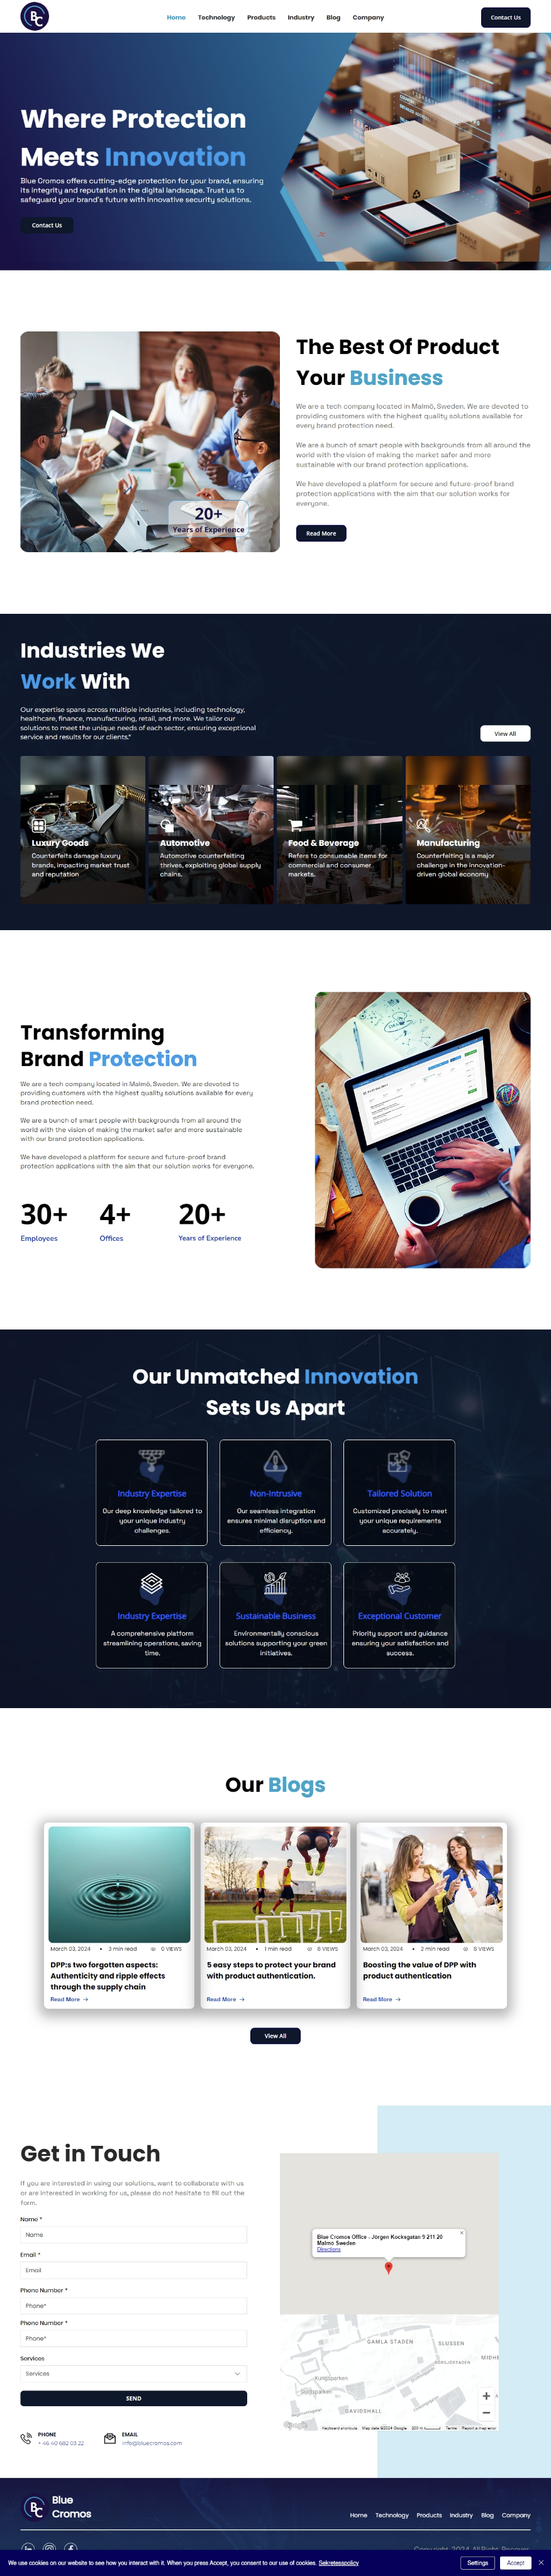 BC
Home Technology Products Industry Blog Company
Contact Us
Where Protection
Meets Innovation
Blue Cromos offers cutting-edge protection for your brand, ensuring
its integrity and reputation in the digital landscape. Trust us to
safeguard your brand's future with innovative security solutions.
Contact Us
The Best Of Product
Your Business
We are a tech company located in Malmö, Sweden. We are devoted to
providing customers with the highest quality solutions available for
every brand protection need.
We are a bunch of smart people with backgrounds from all around the
world with the vision of making the market safer and more
sustainable with our brand protection applications.
We have developed a platform for secure and future-proof brand
protection applications with the aim that our solution works for
everyone.
20+
Years of Experience
Read More
Industries We
Work With
Our expertise spans across multiple industries, including technology,
healthcare, finance, manufacturing, retail, and more. We tailor our
solutions to meet the unique needs of each sector, ensuring exceptional
service and results for our clients."
View All
Luxury Goods
Counterfeits damage luxury
brands, impacting market trust
and reputation
Automotive
Automotive counterfeiting
thrives, exploiting global supply
chains.
Food & Beverage
Refers to consumable items for
commercial and consumer
markets.
Manufacturing
Counterfeiting is a major
challenge in the innovation-
driven global economy
Transforming
Brand Protection
We are a tech company located in Malmö, Sweden. We are devoted to
providing customers with the highest quality solutions available for every
brand protection need.
We are a bunch of smart people with backgrounds from all around the
world with the vision of making the market safer and more sustainable
with our brand protection applications.
We have developed a platform for secure and future-proof brand
protection applications with the aim that our solution works for everyone.
30+ 4+ 20+
Employees Offices Years of Experience
Our Unmatched Innovation
Sets Us Apart
Industry Expertise
Our deep knowledge tailored to
your unique industry
challenges.
Non-Intrusive
Our seamless integration
ensures minimal disruption and
efficiency.
Tailored Solution
Customized precisely to meet
your unique requirements
accurately.
Industry Expertise
A comprehensive platform
streamlining operations, saving
time.
Sustainable Business
Environmentally conscious
solutions supporting your green
initiatives.
Exceptional Customer
Priority support and guidance
ensuring your satisfaction and
success.
Our Blogs
March 03, 2024 • 3 min read 0 VIEWS
DPP:s two forgotten aspects:
Authenticity and ripple effects
through the supply chain
Read More →
March 03, 2024 • 1 min read 8 VIEWS
5 easy steps to protect your brand
with product authentication.
Read More →
March 03, 2024 • 2 min read 8 VIEWS
Boosting the value of DPP with
product authentication
Read More →
View All
Get in Touch
If you are interested in using our solutions, want to collaborate with us
or are interested in working for us, please do not hesitate to fill out the
form.
Name *
Name
Email *
Email
Phone Number *
Phone*
Phone Number *
Phone*
Services
Services
SEND
PHONE
+ 46 40 682 03 22
EMAIL
info@bluecromos.com
Blue Cromos Office - Jörgen Kocksgatan 9 211 20
Malmö Sweden
Directions
GAMLA STADEN
SLUSSEN
Kungsparken
Slottsparken
DAVIDSHALL
Google
Keyboard shortcuts Map data ©2024 Google 200 m Terms Report a map error
BC
Blue
Cromos
Home Technology Products Industry Blog Company
We use cookies on our website to see how you interact with it. When you press Accept, you consent to our use of cookies. Sekretesspolicy
Settings
Accept